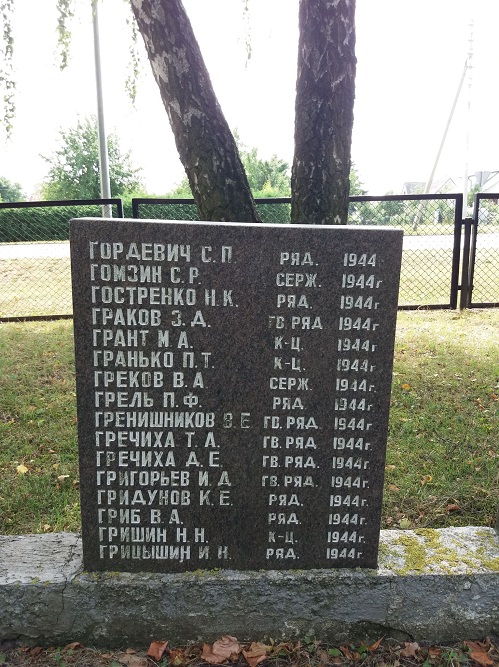 ГОРДЕВИЧ С.П. РЯД. 1944
ГОМЗИН С.Р. СЕРЖ. 1944г
ГОСТРЕНКО Н.К. РЯД. 1944г
ГРАКОВ З.Д. ГВ.РЯД 1944г
ГРАНТ М.А. К-Ц. 1944г
ГРАНЬКО П.Т. К-Ц. 1944г
ГРЕКОВ В.А СЕРЖ. 1944г
ГРЕЛЬ П.Ф. РЯД. 1944г
ГРЕНИШНИКОВ В.Е ГВ.РЯД. 1944г
ГРЕЧИХА Т.Л. ГВ.РЯД. 1944г
ГРЕЧИХА Д.Е. ГВ.РЯД. 1944г
ГРИГОРЬЕВ И.Д ГВ.РЯД. 1944г
ГРИДУНОВ К.Е. РЯД. 1944г
ГРИБ В.А. РЯД. 1944г
ГРИШИН Н.Н. К-Ц 1944г
ГРИЦЫШИН И.Н. РЯД. 1944г